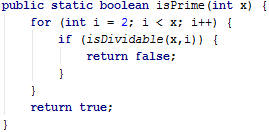 public static boolean isPrime(int x) {
    for (int i = 2; i < x; i++) {
        if (isDividable(x,i)) {
            return false;
        }
    }
    return true;
}